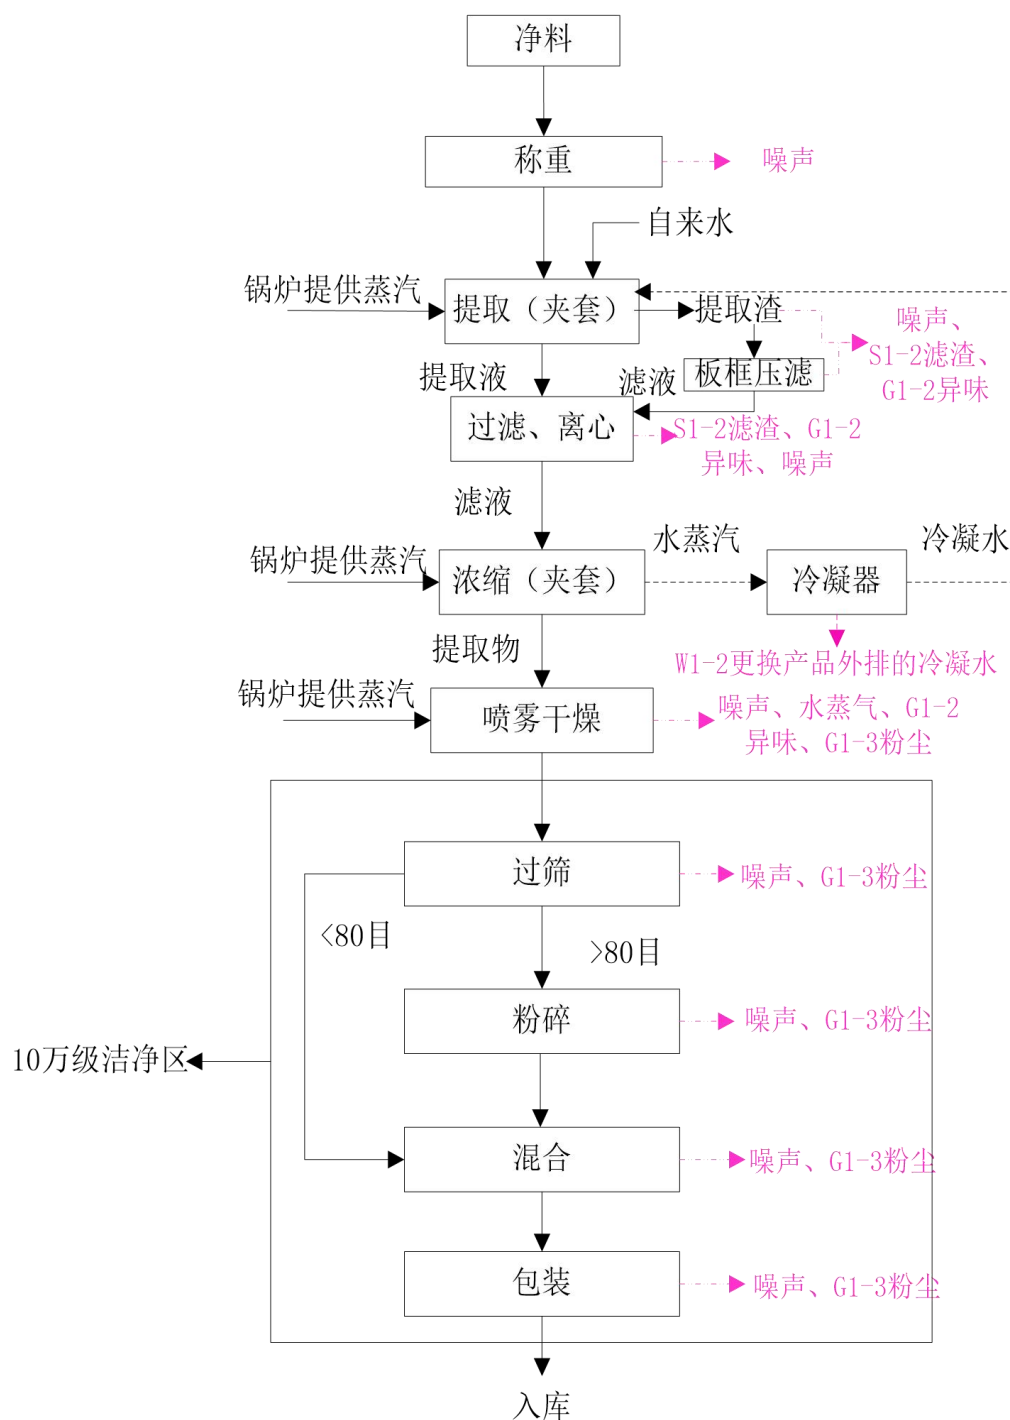 净料
称重
噪声
自来水
锅炉提供蒸汽
提取（夹套）
提取渣
噪声、
S1-2滤渣、
G1-2异味
提取液
滤液
板框压滤
过滤、离心
S1-2滤渣、G1-2
异味、噪声
滤液
锅炉提供蒸汽
浓缩（夹套）
水蒸汽
冷凝器
冷凝水
提取物
W1-2更换产品外排的冷凝水
锅炉提供蒸汽
喷雾干燥
噪声、水蒸气、G1-2
异味、G1-3粉尘
过筛
噪声、G1-3粉尘
<80目
>80目
粉碎
噪声、G1-3粉尘
10万级洁净区
混合
噪声、G1-3粉尘
包装
噪声、G1-3粉尘
入库